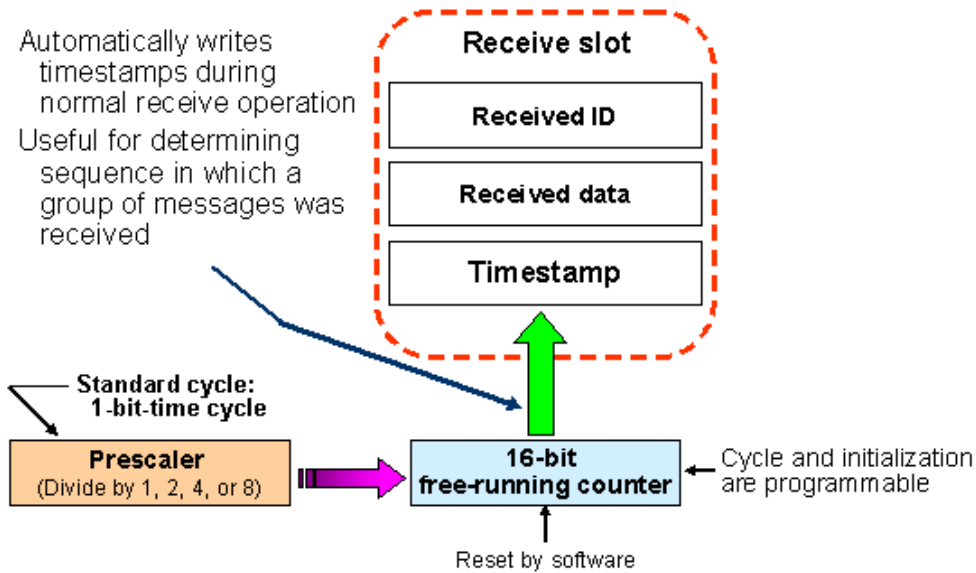 Automatically writes
timestamps during
normal receive operation
Useful for determining
sequence in which a
group of messages was
received
Receive slot
Received ID
Received data
Timestamp
Standard cycle:
1-bit-time cycle
Prescaler
(Divide by 1, 2, 4, or 8)
16-bit
free-running counter
Cycle and initialization
are programmable
Reset by software